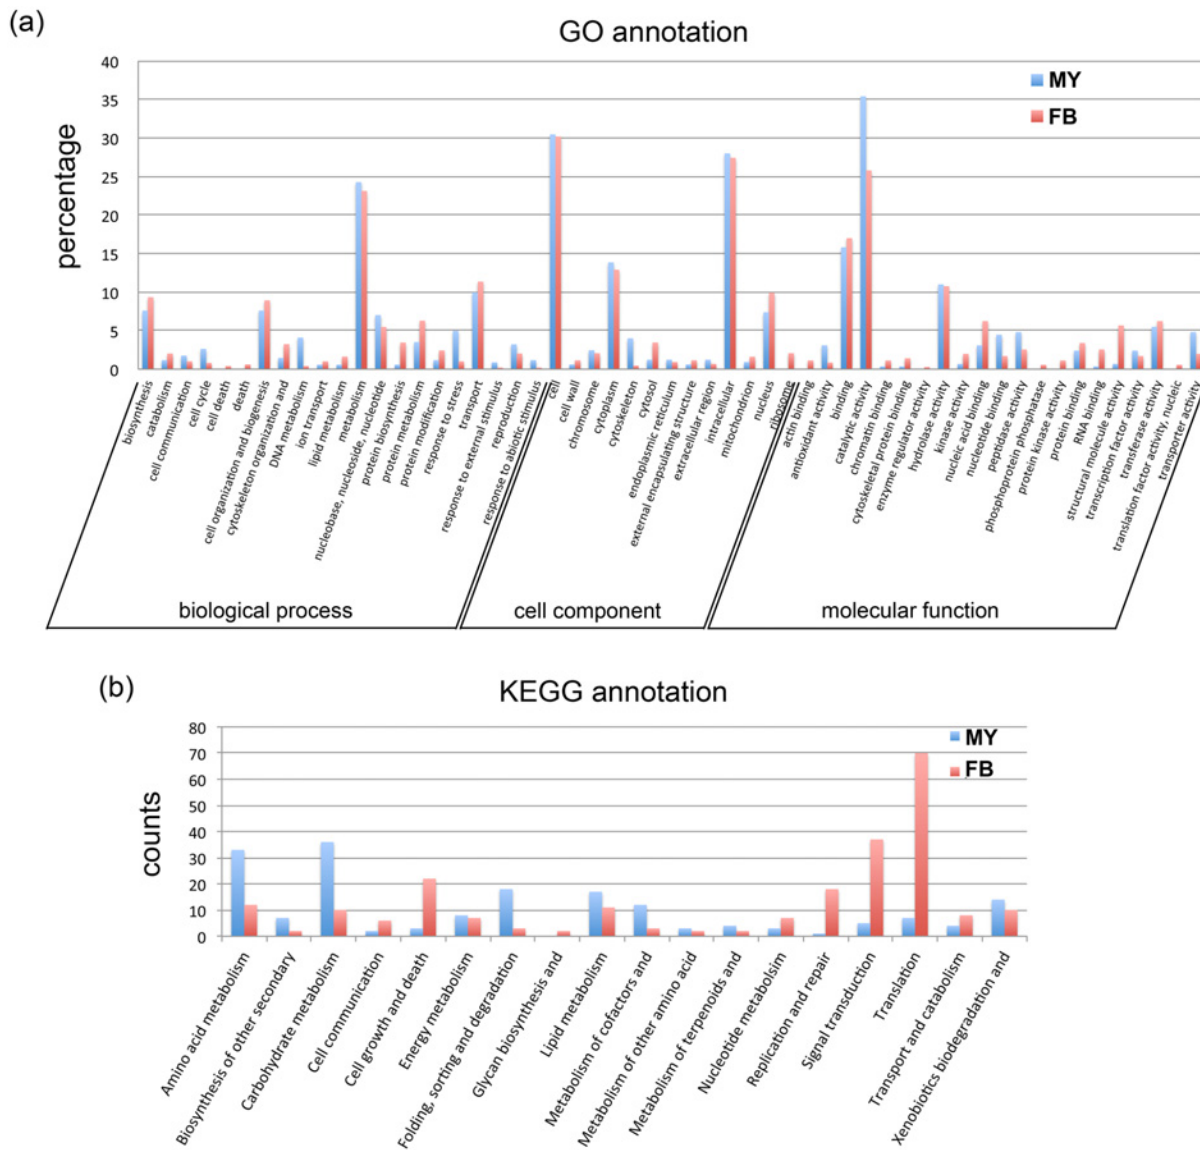 (a)
GO annotation
MY
FB
percentage
40
35
30
25
20
15
10
5
0
biosynthesis
catabolism
cell communication
cell cycle
cell death
death
cell organization and biogenesis
cytoskeleton organization and
DNA metabolism
ion transport
lipid metabolism
metabolism
nucleobase, nucleoside, nucleotide
protein biosynthesis
protein metabolism
protein modification
response to stress
transport
response to external stimulus
reproduction
response to abiotic stimulus
cell
cell wall
chromosome
cytoplasm
cytoskeleton
cytosol
endoplasmic reticulum
external encapsulating structure
extracellular region
intracellular
mitochondrion
nucleus
ribosome
actin binding
antioxidant activity
binding
catalytic activity
chromatin binding
cytoskeletal protein binding
enzyme regulator activity
hydrolase activity
kinase activity
nucleic acid binding
nucleotide binding
peptidase activity
phosphoprotein phosphatase
protein kinase activity
protein binding
RNA binding
structural molecule activity
transcription factor activity
transferase activity
translation factor activity, nucleic
transporter activity
biological process
cell component
molecular function
(b)
KEGG annotation
MY
FB
counts
80
70
60
50
40
30
20
10
0
Amino acid metabolism
Biosynthesis of other secondary
Carbohydrate metabolism
Cell communication
Cell growth and death
Energy metabolism
Folding, sorting and degradation
Glycan biosynthesis and
Lipid metabolism
Metabolism of cofactors and
Metabolism of other amino acid
Metabolism of terpenoids and
Nucleotide metabolsim
Replication and repair
Signal transduction
Translation
Transport and catabolism
Xenobiotics biodegradation and